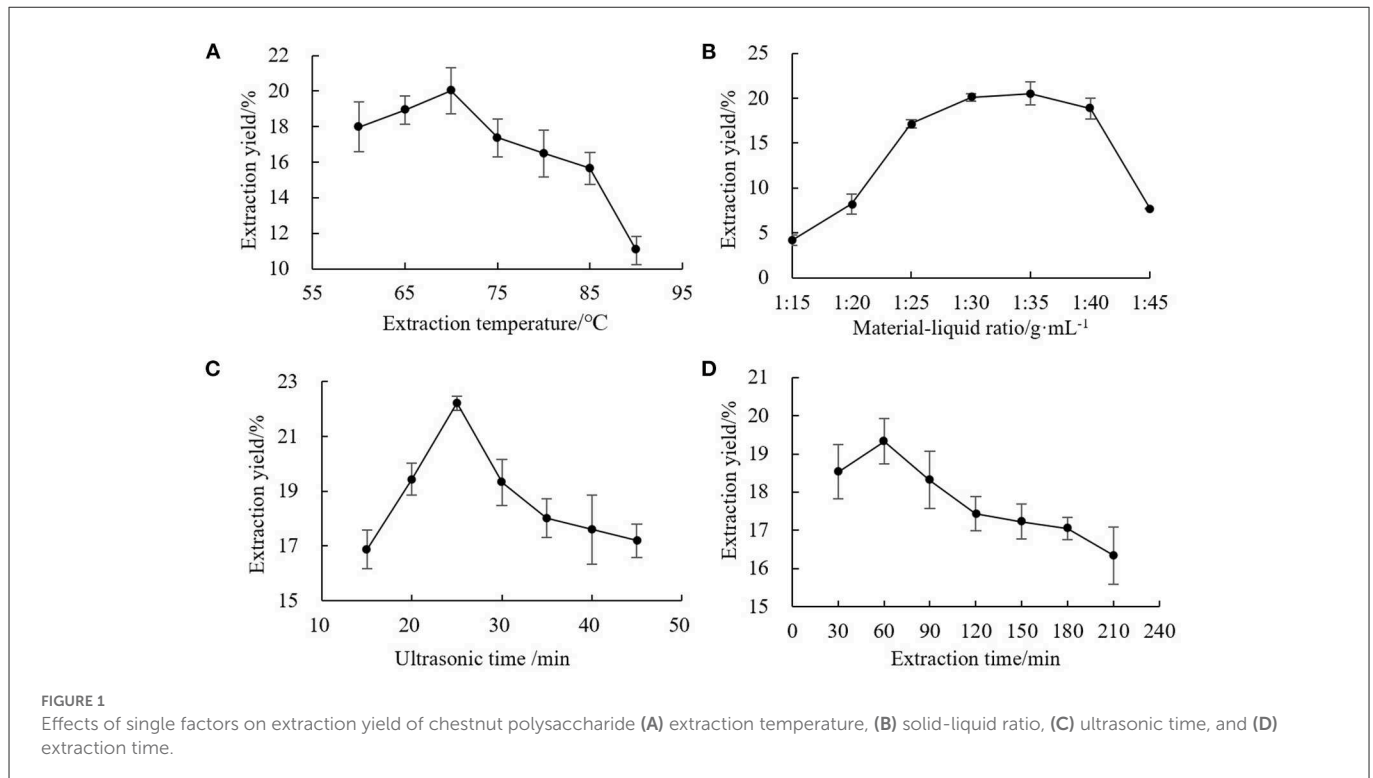 A
22
20
18
16
14
12
10
Extraction yield/%
55 65 75 85 95
Extraction temperature/°C
B
25
20
15
10
5
0
Extraction yield/%
1:15 1:20 1:25 1:30 1:35 1:40 1:45
Material-liquid ratio/g·mL⁻¹
C
23
21
19
17
15
Extraction yield/%
10 20 30 40 50
Ultrasonic time /min
D
21
20
19
18
17
16
15
Extraction yield/%
0 30 60 90 120 150 180 210 240
Extraction time/min
FIGURE 1
Effects of single factors on extraction yield of chestnut polysaccharide (A) extraction temperature, (B) solid-liquid ratio, (C) ultrasonic time, and (D)
extraction time.